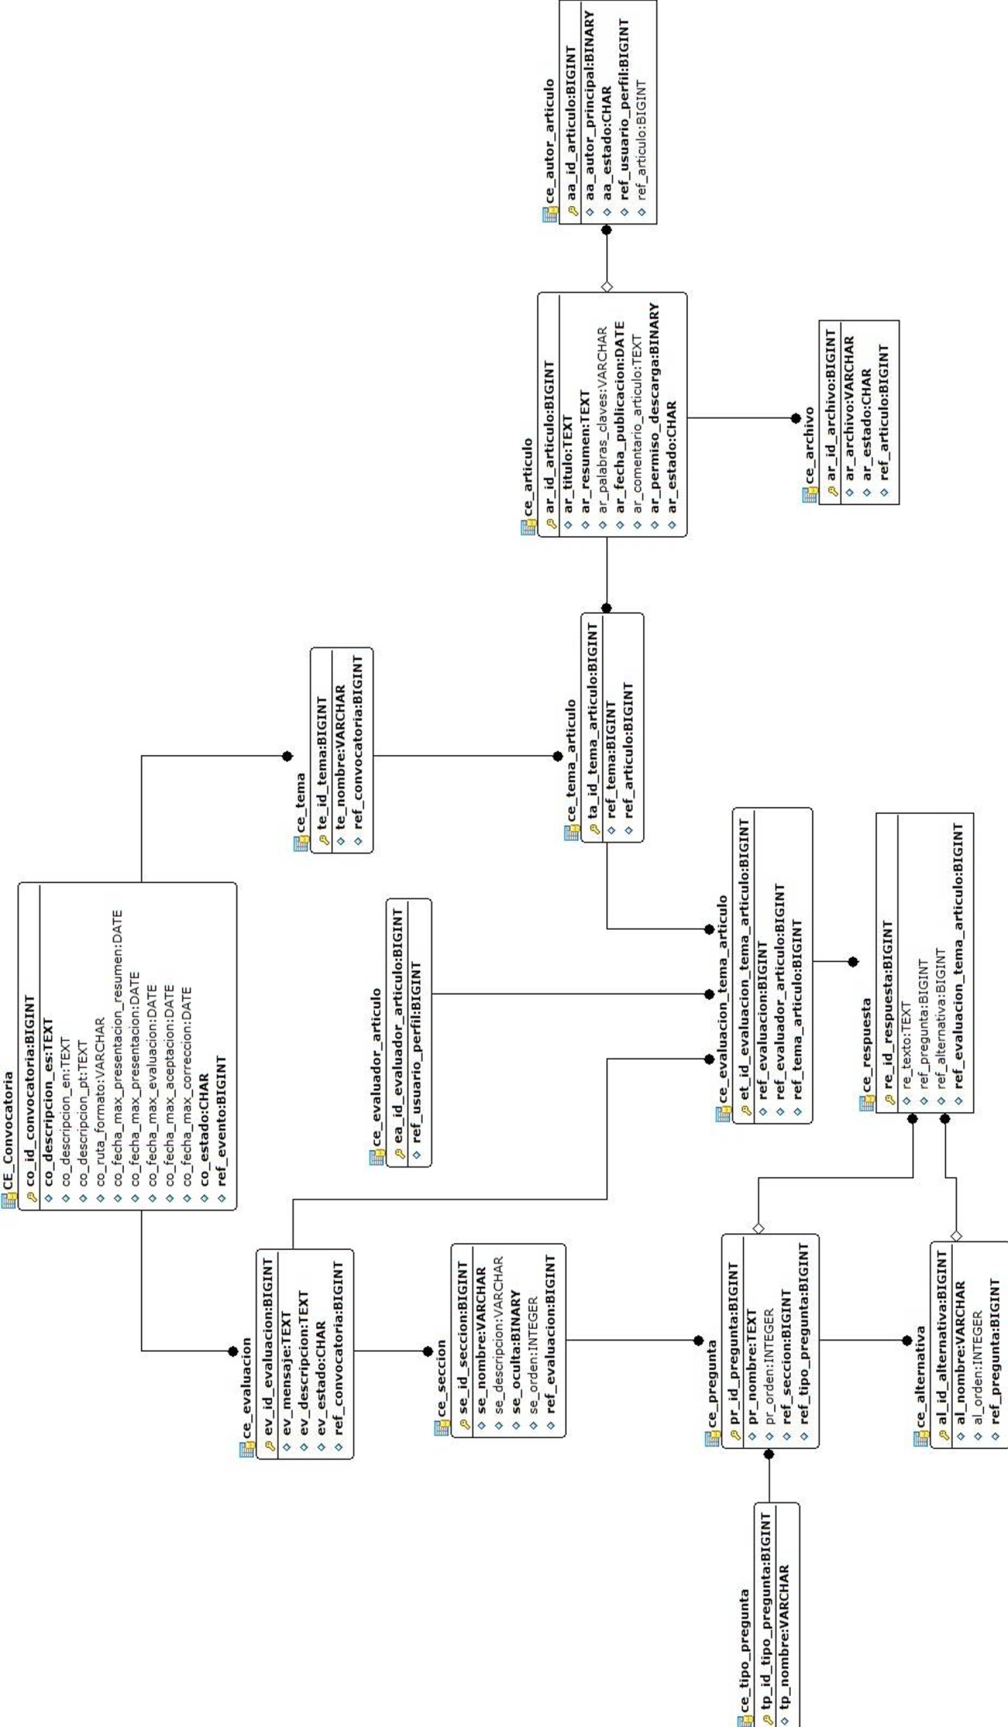 CE_Convocatoria
co_id_convocatoria:BIGINT
co_descripcion_es:TEXT
co_descripcion_en:TEXT
co_descripcion_pt:TEXT
co_ruta_formato:VARCHAR
co_fecha_max_presentacion_resumen:DATE
co_fecha_max_presentacion:DATE
co_fecha_max_evaluacion:DATE
co_fecha_max_aceptacion:DATE
co_fecha_max_correccion:DATE
co_estado:CHAR
ref_evento:BIGINT
ce_evaluacion
ev_id_evaluacion:BIGINT
ev_mensaje:TEXT
ev_descripcion:TEXT
ev_estado:CHAR
ref_convocatoria:BIGINT
ce_tema
te_id_tema:BIGINT
te_nombre:VARCHAR
ref_convocatoria:BIGINT
ce_evaluador_articulo
ea_id_evaluador_articulo:BIGINT
ref_usuario_perfil:BIGINT
ce_seccion
se_id_seccion:BIGINT
se_nombre:VARCHAR
se_descripcion:VARCHAR
se_oculta:BINARY
se_orden:INTEGER
ref_evaluacion:BIGINT
ce_tema_articulo
ta_id_tema_articulo:BIGINT
ref_tema:BIGINT
ref_articulo:BIGINT
ce_articulo
ar_id_articulo:BIGINT
ar_titulo:TEXT
ar_resumen:TEXT
ar_palabras_claves:VARCHAR
ar_fecha_publicacion:DATE
ar_comentario_articulo:TEXT
ar_permiso_descarga:BINARY
ar_estado:CHAR
ce_autor_articulo
aa_id_articulo:BIGINT
aa_autor_principal:BINARY
aa_estado:CHAR
ref_usuario_perfil:BIGINT
ref_articulo:BIGINT
ce_tipo_pregunta
tp_id_tipo_pregunta:BIGINT
tp_nombre:VARCHAR
ce_pregunta
pr_id_pregunta:BIGINT
pr_nombre:TEXT
pr_orden:INTEGER
ref_seccion:BIGINT
ref_tipo_pregunta:BIGINT
ce_evaluacion_tema_articulo
et_id_evaluacion_tema_articulo:BIGINT
ref_evaluacion:BIGINT
ref_evaluador_articulo:BIGINT
ref_tema_articulo:BIGINT
ce_archivo
ar_id_archivo:BIGINT
ar_archivo:VARCHAR
ar_estado:CHAR
ref_articulo:BIGINT
ce_respuesta
re_id_respuesta:BIGINT
re_texto:TEXT
ref_pregunta:BIGINT
ref_alternativa:BIGINT
ref_evaluacion_tema_articulo:BIGINT
ce_alternativa
al_id_alternativa:BIGINT
al_nombre:VARCHAR
al_orden:INTEGER
ref_pregunta:BIGINT